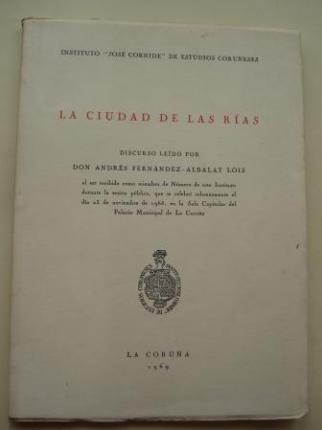 INSTITUTO "JOSÉ CORNIDE" DE ESTUDIOS CORUÑESES
LA CIUDAD DE LAS RÍAS
DISCURSO LEÍDO POR
DON ANDRÉS FERNÁNDEZ-ALBALAT LOIS
al ser recibido como miembro de Número de este Instituto
durante la sesión pública, que se celebró solemnemente el
día 23 de noviembre de 1968, en la Sala Capitular del
Palacio Municipal de La Coruña
LA CORUÑA
1969